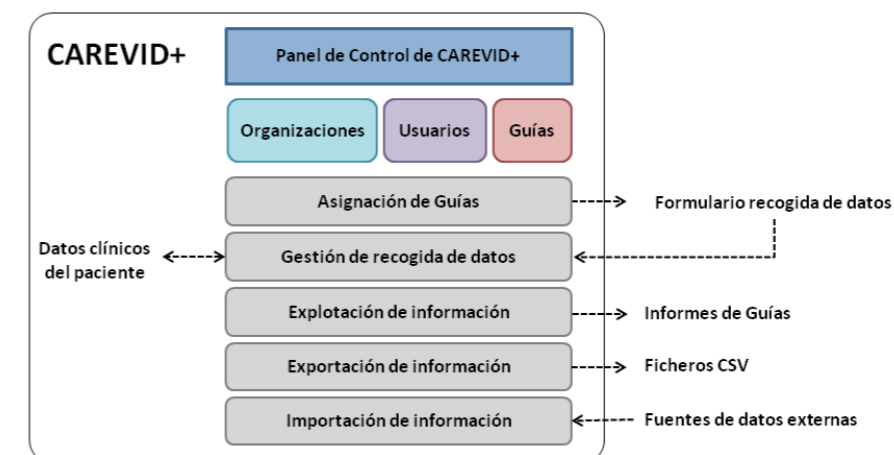 CAREVID+
Panel de Control de CAREVID+
Organizaciones
Usuarios
Guías
Asignación de Guías
Formulario recogida de datos
Datos clínicos
del paciente
Gestión de recogida de datos
Explotación de información
Informes de Guías
Exportación de información
Ficheros CSV
Importación de información
Fuentes de datos externas